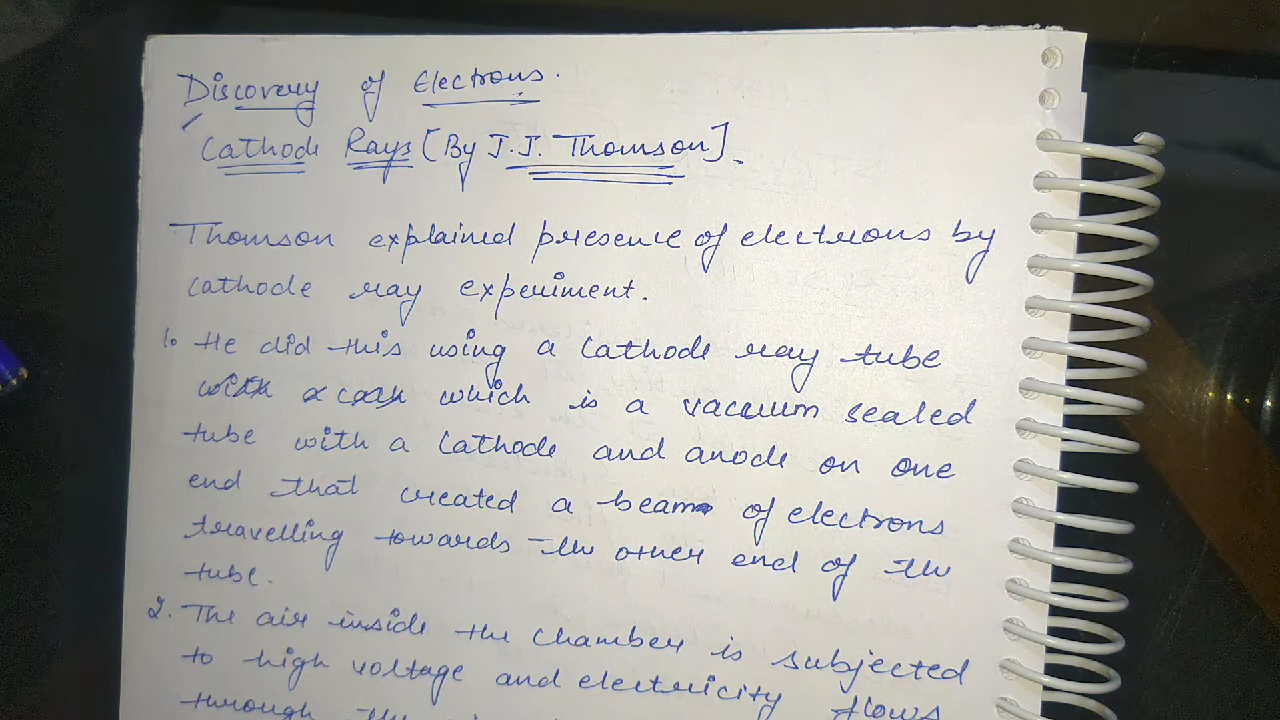 Discovery of Electrons.
Cathode Rays [By J.J. Thomson].
Thomson explained presence of electrons by
cathode ray experiment.
1. He did this using a cathode ray tube
which is a vacuum sealed
tube with a cathode and anode on one
end that created a beam of electrons
travelling towards the other end of the
tube.
2. The air inside the chamber is subjected
to high voltage and electricity flows
through the